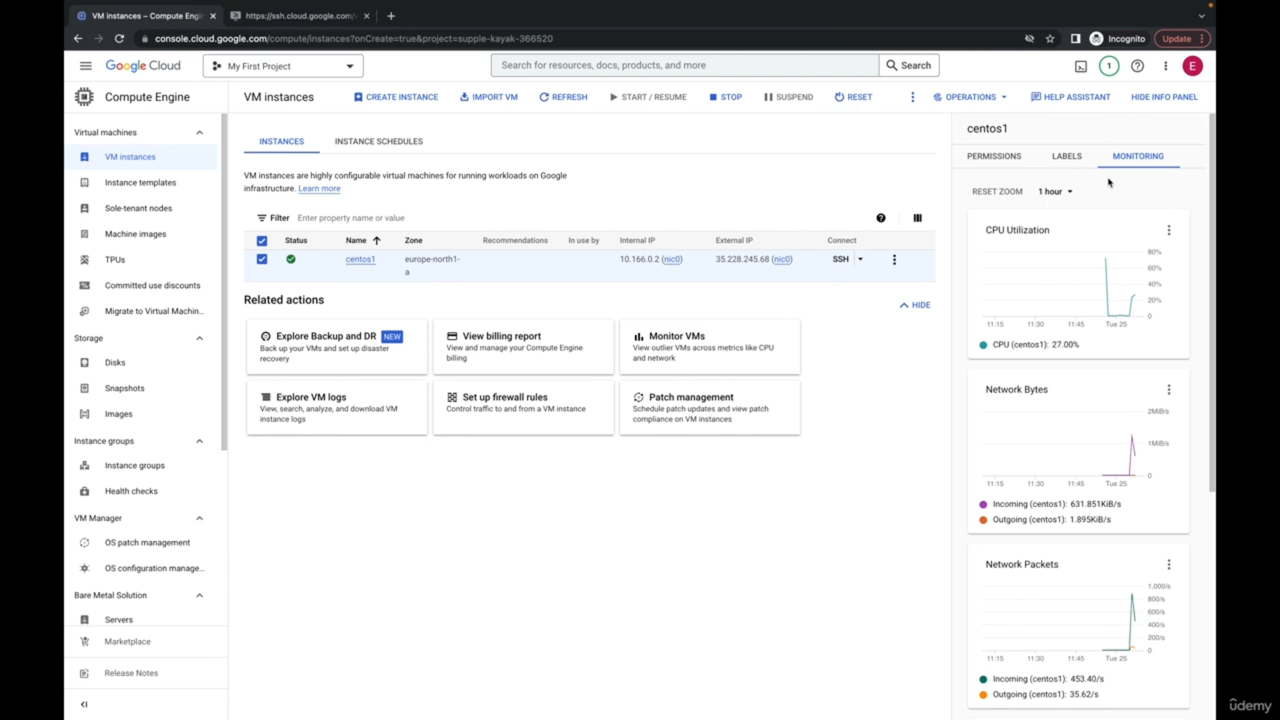 VM instances – Compute Engi
https://ssh.cloud.google.com/
console.cloud.google.com/compute/instances?onCreate=true&project=supple-kayak-366520
Incognito
Update
Google Cloud
My First Project
Search for resources, docs, products, and more
Search
1
E
Compute Engine
VM instances
CREATE INSTANCE
IMPORT VM
REFRESH
START / RESUME
STOP
SUSPEND
RESET
OPERATIONS
HELP ASSISTANT
HIDE INFO PANEL
Virtual machines
VM instances
Instance templates
Sole-tenant nodes
Machine images
TPUs
Committed use discounts
Migrate to Virtual Machin...
Storage
Disks
Snapshots
Images
Instance groups
Instance groups
Health checks
VM Manager
OS patch management
OS configuration manage...
Bare Metal Solution
Servers
Marketplace
Release Notes
INSTANCES
INSTANCE SCHEDULES
VM instances are highly configurable virtual machines for running workloads on Google
infrastructure. Learn more
Filter Enter property name or value
Status Name Zone Recommendations In use by Internal IP External IP Connect
centos1 europe-north1-a 10.166.0.2 (nic0) 35.228.245.68 (nic0) SSH
Related actions
HIDE
Explore Backup and DR NEW
Back up your VMs and set up disaster
recovery
View billing report
View and manage your Compute Engine
billing
Monitor VMs
View outlier VMs across metrics like CPU
and network
Explore VM logs
View, search, analyze, and download VM
instance logs
Set up firewall rules
Control traffic to and from a VM instance
Patch management
Schedule patch updates and view patch
compliance on VM instances
centos1
PERMISSIONS
LABELS
MONITORING
RESET ZOOM
1 hour
CPU Utilization
80%
60%
40%
20%
0
11:15 11:30 11:45 Tue 25
CPU (centos1): 27.00%
Network Bytes
2MiB/s
1MiB/s
0
11:15 11:30 11:45 Tue 25
Incoming (centos1): 631.851KiB/s
Outgoing (centos1): 1.895KiB/s
Network Packets
1,000/s
800/s
600/s
400/s
200/s
0
11:15 11:30 11:45 Tue 25
Incoming (centos1): 453.40/s
Outgoing (centos1): 35.62/s
udemy